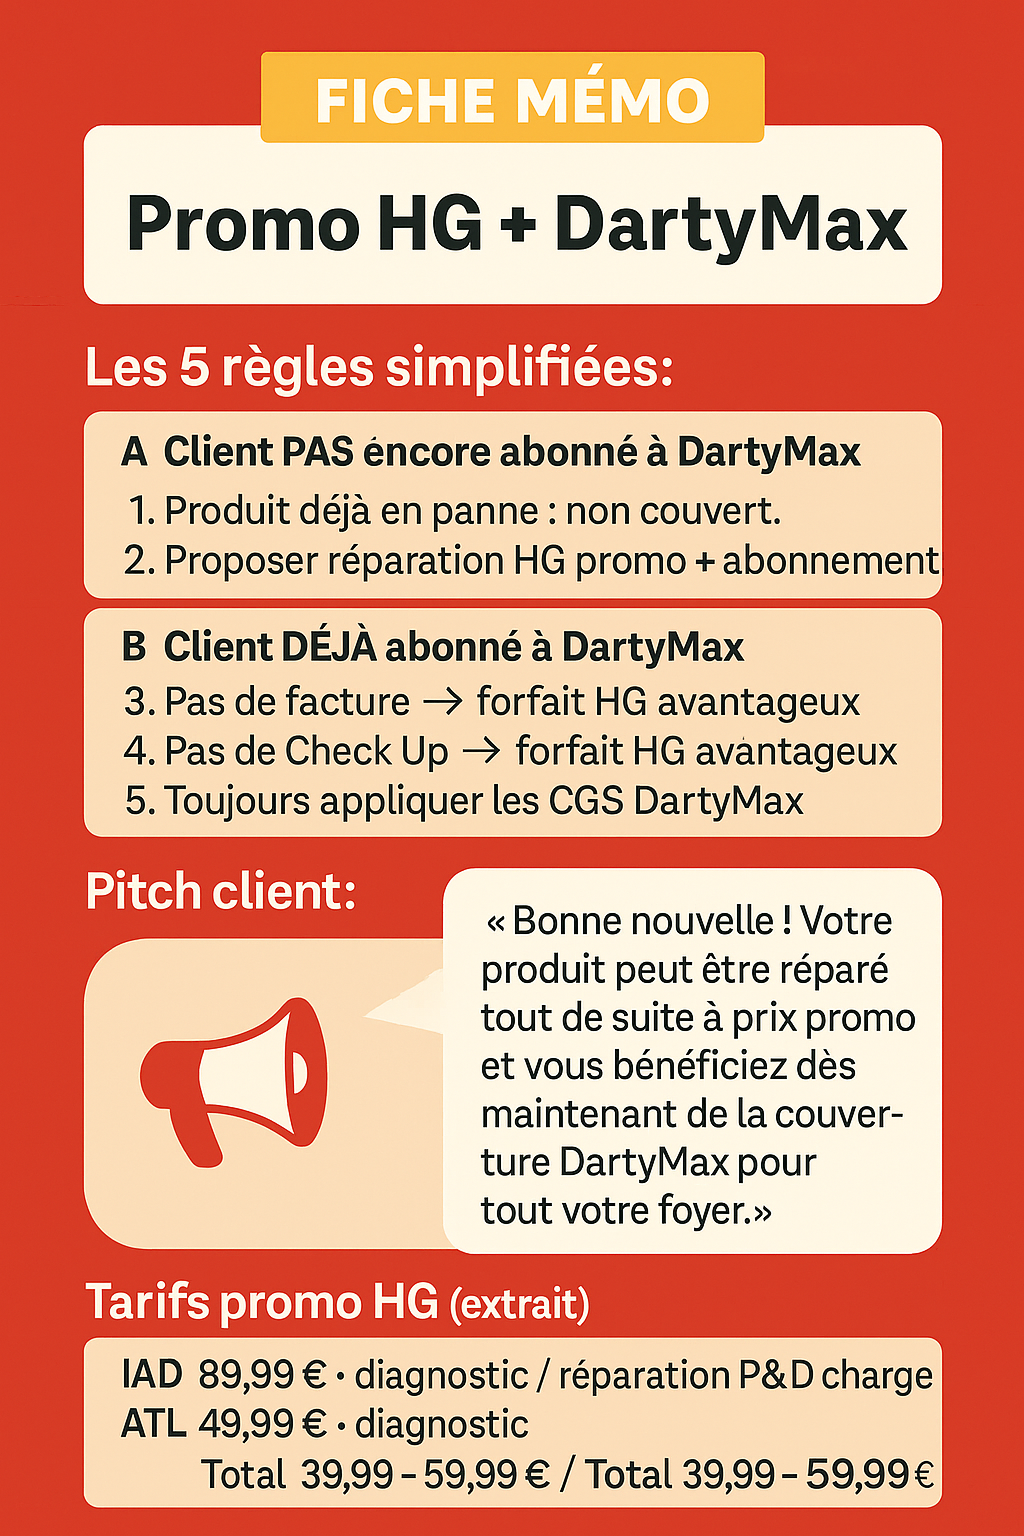 FICHE MÉMO
Promo HG + DartyMax
Les 5 règles simplifiées:
A Client PAS éncore abonné à DartyMax
1. Produit déjà en panne : non couvert.
2. Proposer réparation HG promo + abonnement
B Client DÉJÀ abonné à DartyMax
3. Pas de facture → forfait HG avantageux
4. Pas de Check Up → forfait HG avantageux
5. Toujours appliquer les CGS DartyMax
Pitch client:
« Bonne nouvelle ! Votre
produit peut être réparé
tout de suite à prix promo
et vous bénéficiez dès
maintenant de la couver-
ture DartyMax pour
tout votre foyer.»
Tarifs promo HG (extrait)
IAD 89,99 € • diagnostic / réparation P&D charge
ATL 49,99 € • diagnostic
Total 39,99 – 59,99 € / Total 39,99 – 59,99 €